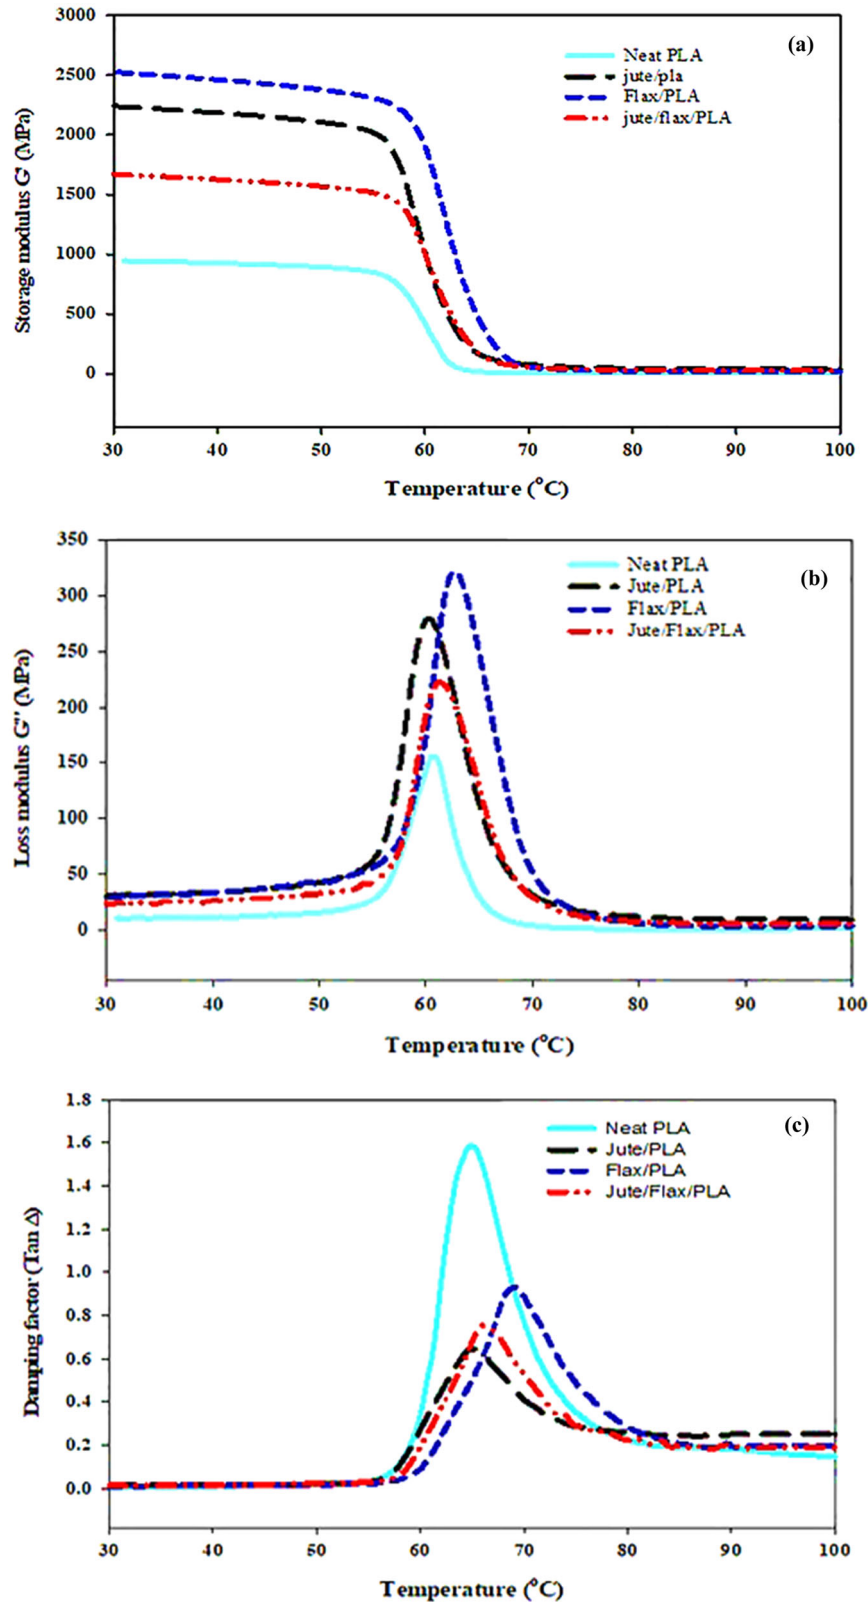 (a)
Neat PLA
jute/pla
Flax/PLA
jute/flax/PLA
Storage modulus G' (MPa)
3000
2500
2000
1500
1000
500
0
30 40 50 60 70 80 90 100
Temperature (°C)
(b)
Neat PLA
Jute/PLA
Flax/PLA
Jute/Flax/PLA
Loss modulus G'' (MPa)
350
300
250
200
150
100
50
0
30 40 50 60 70 80 90 100
Temperature (°C)
(c)
Neat PLA
Jute/PLA
Flax/PLA
Jute/Flax/PLA
Damping factor (Tan Δ)
1.8
1.6
1.4
1.2
1.0
0.8
0.6
0.4
0.2
0.0
30 40 50 60 70 80 90 100
Temperature (°C)